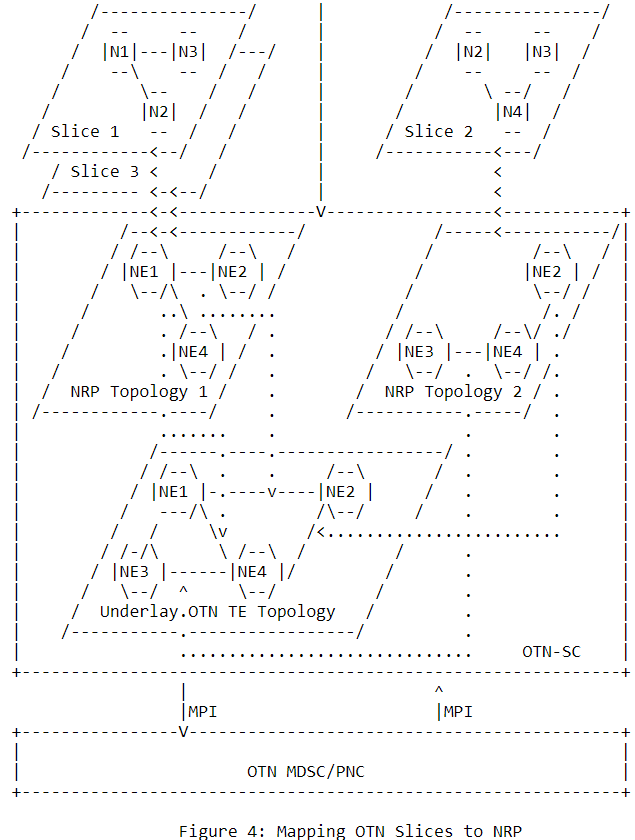 |N1|---|N3| |N2| |N3|
|N2| |N4|
Slice 1 Slice 2
Slice 3
|NE1 |---|NE2 | |NE2 |
|NE4 | |NE3 |---|NE4 |
NRP Topology 1 NRP Topology 2
|NE1 |-.----v----|NE2 |
|NE3 |------|NE4 |
Underlay.OTN TE Topology
OTN-SC
|MPI |MPI
OTN MDSC/PNC
Figure 4: Mapping OTN Slices to NRP